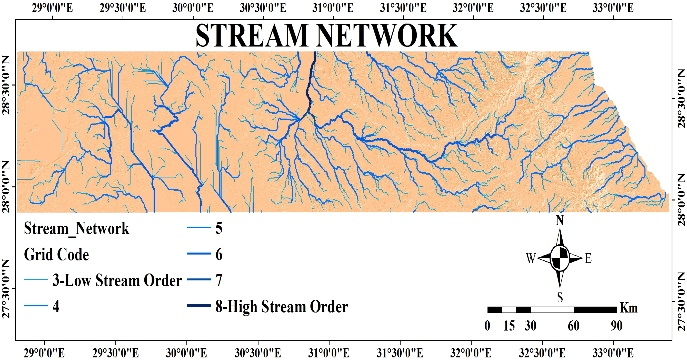 29°0'0"E 29°30'0"E 30°0'0"E 30°30'0"E 31°0'0"E 31°30'0"E 32°0'0"E 32°30'0"E 33°0'0"E
STREAM NETWORK
28°30'0"N 28°30'0"N
28°0'0"N 28°0'0"N
27°30'0"N 27°30'0"N
Stream_Network
Grid Code
3-Low Stream Order
4
5
6
7
8-High Stream Order
N
W E
S
Km
0 15 30 60 90
29°0'0"E 29°30'0"E 30°0'0"E 30°30'0"E 31°0'0"E 31°30'0"E 32°0'0"E 32°30'0"E 33°0'0"E